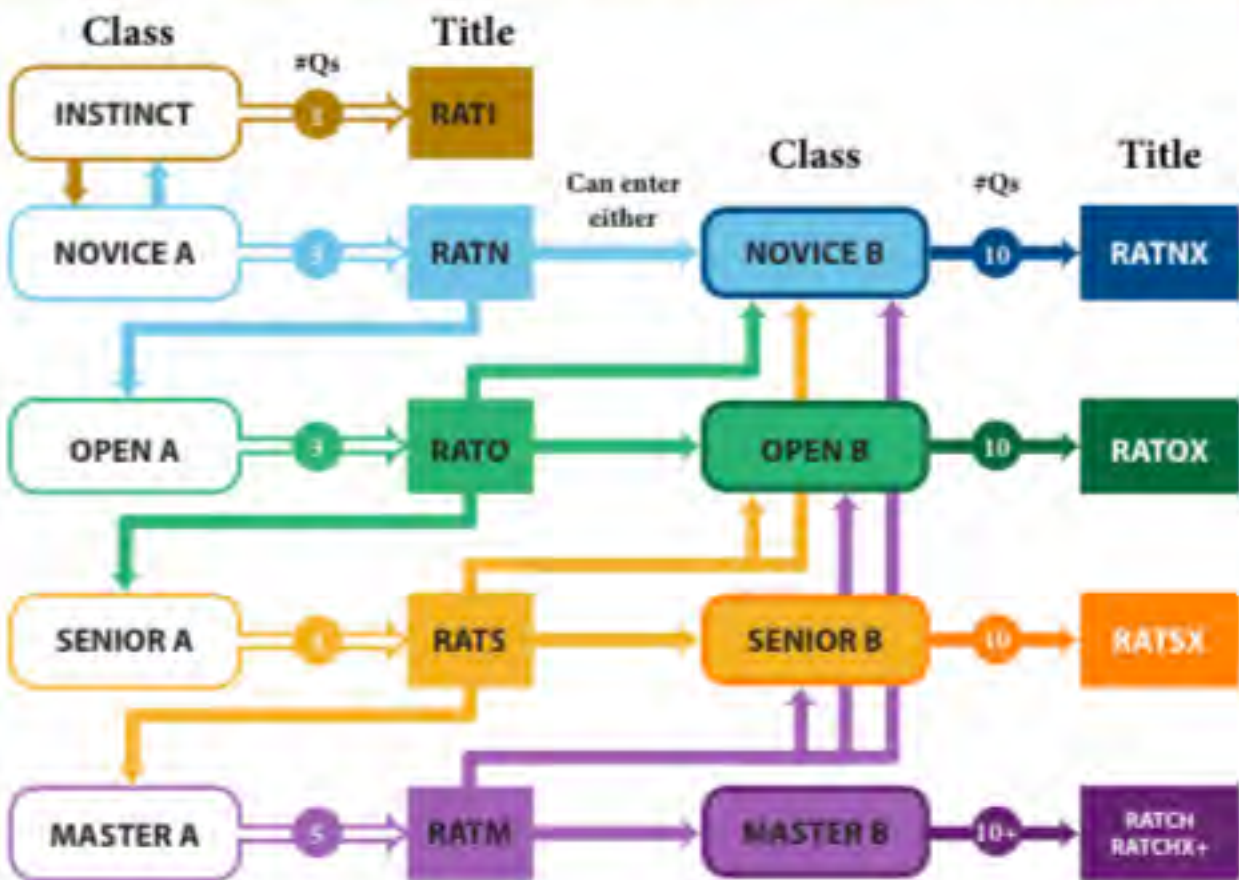 Class
Title
#Qs
INSTINCT
RATI
Class
#Qs
Title
Can enter
either
NOVICE A
3
RATN
NOVICE B
10
RATNX
OPEN A
3
RATO
OPEN B
10
RATOX
SENIOR A
RATS
SENIOR B
10
RATSX
MASTER A
5
RATM
MASTER B
10+
RATCH
RATCHX+